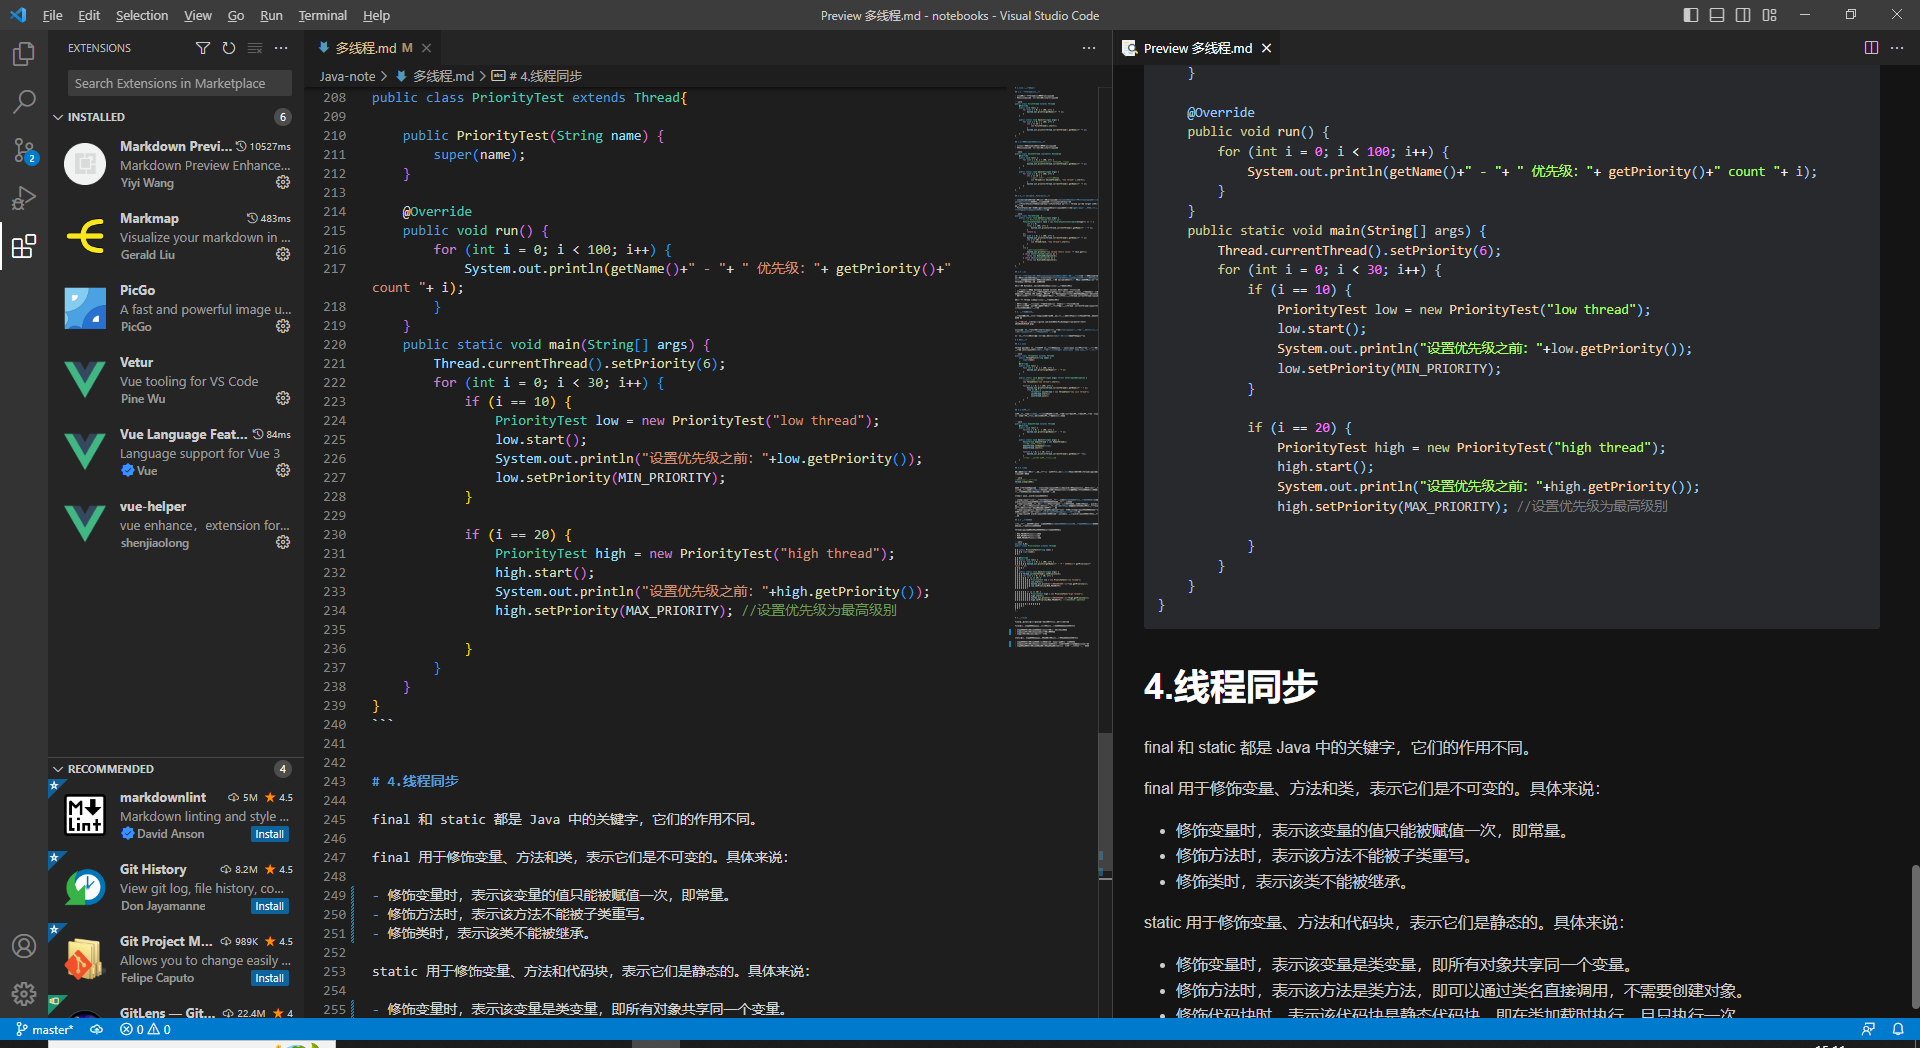 File Edit Selection View Go Run Terminal Help
Preview 多线程.md - notebooks - Visual Studio Code
EXTENSIONS
Search Extensions in Marketplace
INSTALLED 6
Markdown Previ... 10527ms
Markdown Preview Enhance...
Yiyi Wang
Markmap 483ms
Visualize your markdown in ...
Gerald Liu
PicGo
A fast and powerful image u...
PicGo
Vetur
Vue tooling for VS Code
Pine Wu
Vue Language Feat... 84ms
Language support for Vue 3
Vue
vue-helper
vue enhance，extension for...
shenjiaolong
RECOMMENDED 4
markdownlint 5M 4.5
Markdown linting and style ...
David Anson Install
Git History 8.2M 4.5
View git log, file history, co...
Don Jayamanne Install
Git Project M... 989K 4.5
Allows you to change easily ...
Felipe Caputo Install
GitLens — Git... 22.4M 4
2
多线程.md M
Java-note > 多线程.md > # 4.线程同步
208 public class PriorityTest extends Thread{
209
210 public PriorityTest(String name) {
211 super(name);
212 }
213
214 @Override
215 public void run() {
216 for (int i = 0; i < 100; i++) {
217 System.out.println(getName()+" - "+ " 优先级："+ getPriority()+"
count "+ i);
218 }
219 }
220 public static void main(String[] args) {
221 Thread.currentThread().setPriority(6);
222 for (int i = 0; i < 30; i++) {
223 if (i == 10) {
224 PriorityTest low = new PriorityTest("low thread");
225 low.start();
226 System.out.println("设置优先级之前："+low.getPriority());
227 low.setPriority(MIN_PRIORITY);
228 }
229
230 if (i == 20) {
231 PriorityTest high = new PriorityTest("high thread");
232 high.start();
233 System.out.println("设置优先级之前："+high.getPriority());
234 high.setPriority(MAX_PRIORITY); //设置优先级为最高级别
235
236 }
237 }
238 }
239 }
240 ```
241
242
243 # 4.线程同步
244
245 final 和 static 都是 Java 中的关键字，它们的作用不同。
246
247 final 用于修饰变量、方法和类，表示它们是不可变的。具体来说：
248
249 - 修饰变量时，表示该变量的值只能被赋值一次，即常量。
250 - 修饰方法时，表示该方法不能被子类重写。
251 - 修饰类时，表示该类不能被继承。
252
253 static 用于修饰变量、方法和代码块，表示它们是静态的。具体来说：
254
255 - 修饰变量时，表示该变量是类变量，即所有对象共享同一个变量。
Preview 多线程.md
}
@Override
public void run() {
for (int i = 0; i < 100; i++) {
System.out.println(getName()+" - "+ " 优先级："+ getPriority()+" count "+ i);
}
}
public static void main(String[] args) {
Thread.currentThread().setPriority(6);
for (int i = 0; i < 30; i++) {
if (i == 10) {
PriorityTest low = new PriorityTest("low thread");
low.start();
System.out.println("设置优先级之前："+low.getPriority());
low.setPriority(MIN_PRIORITY);
}
if (i == 20) {
PriorityTest high = new PriorityTest("high thread");
high.start();
System.out.println("设置优先级之前："+high.getPriority());
high.setPriority(MAX_PRIORITY); //设置优先级为最高级别
}
}
}
}
4.线程同步
final 和 static 都是 Java 中的关键字，它们的作用不同。
final 用于修饰变量、方法和类，表示它们是不可变的。具体来说：
• 修饰变量时，表示该变量的值只能被赋值一次，即常量。
• 修饰方法时，表示该方法不能被子类重写。
• 修饰类时，表示该类不能被继承。
static 用于修饰变量、方法和代码块，表示它们是静态的。具体来说：
• 修饰变量时，表示该变量是类变量，即所有对象共享同一个变量。
• 修饰方法时，表示该方法是类方法，即可以通过类名直接调用，不需要创建对象。
• 修饰代码块时，表示该代码块是静态代码块，即在类加载时执行，且只执行一次
master* 0 0